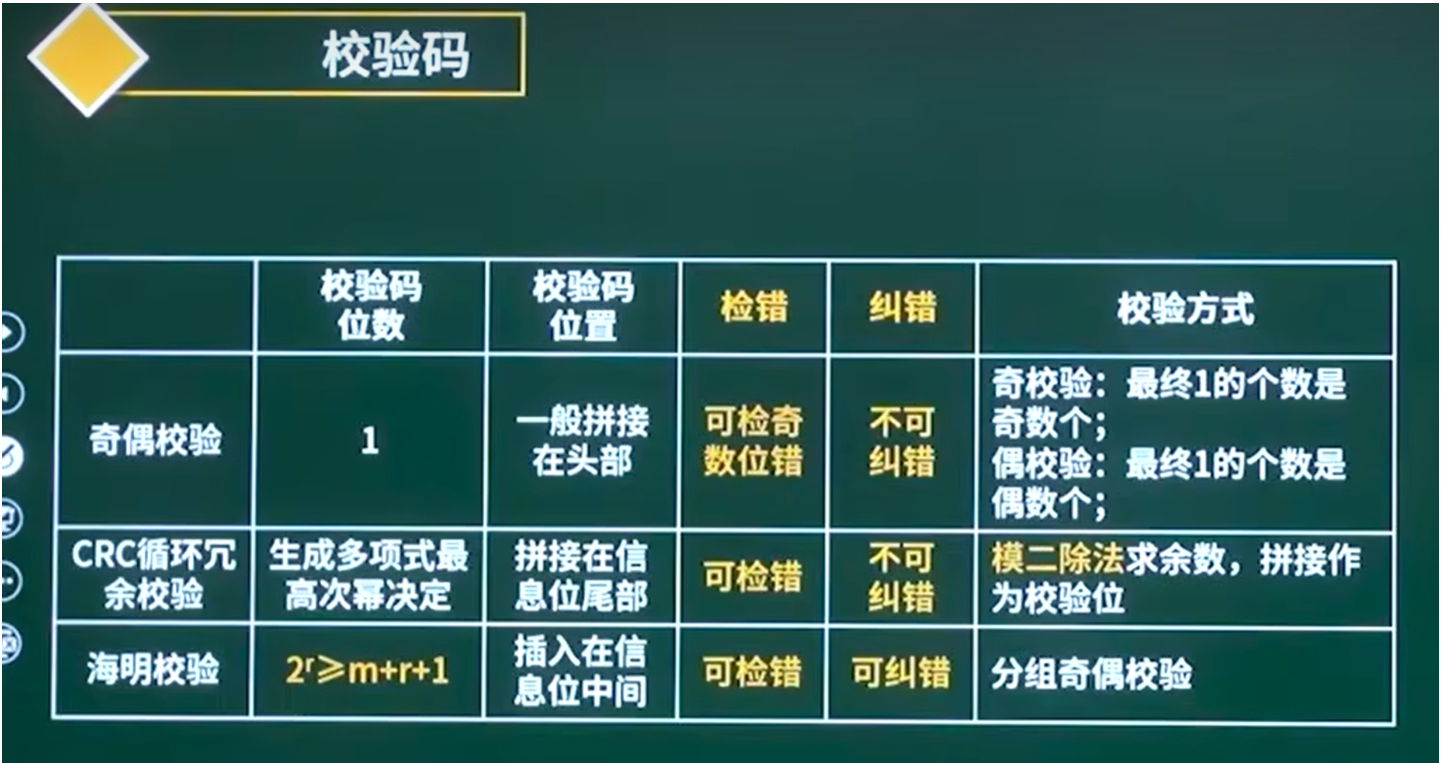 校验码
校验码
位数
校验码
位置
检错
纠错
校验方式
奇偶校验
1
一般拼接
在头部
可检奇
数位错
不可
纠错
奇校验：最终1的个数是
奇数个；
偶校验：最终1的个数是
偶数个；
CRC循环冗
余校验
生成多项式最
高次幂决定
拼接在信
息位尾部
可检错
不可
纠错
模二除法求余数，拼接作
为校验位
海明校验
2ʳ≥m+r+1
插入在信
息位中间
可检错
可纠错
分组奇偶校验